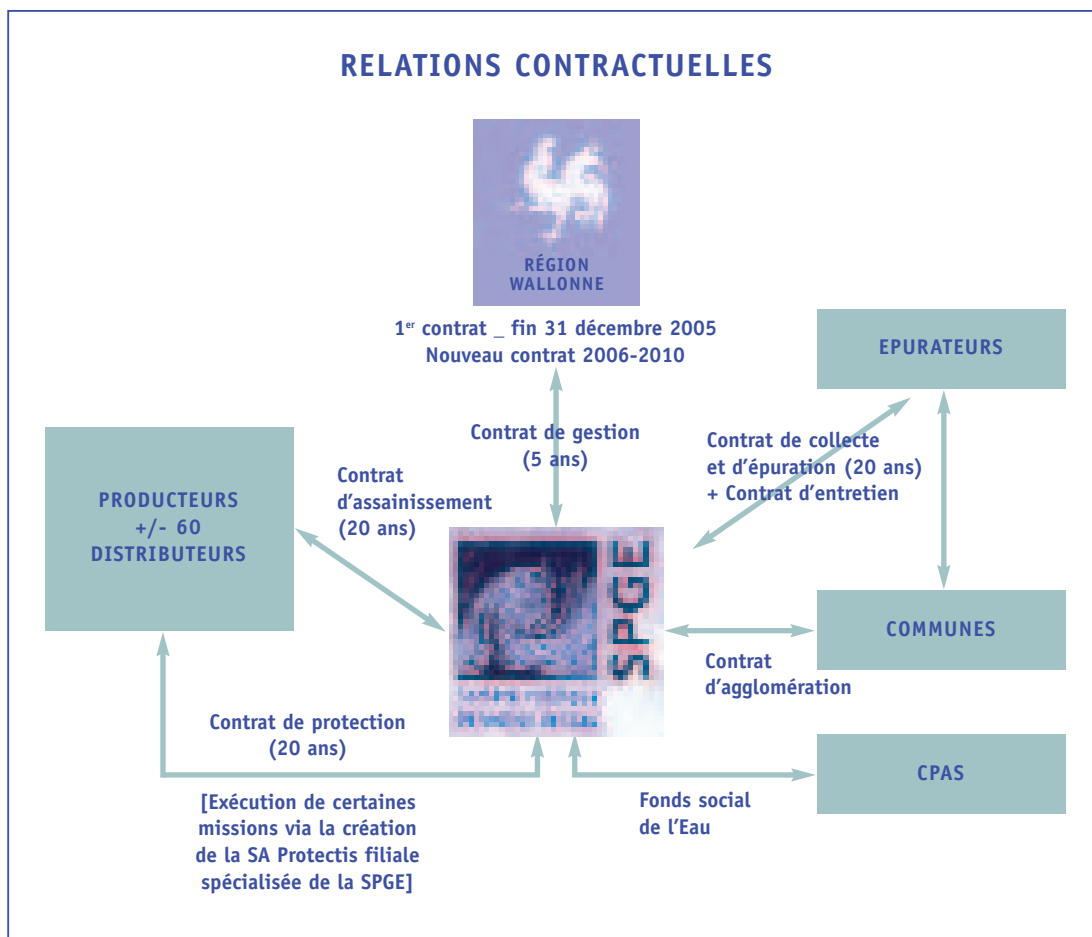 RELATIONS CONTRACTUELLES
RÉGION
WALLONNE
1er contrat _ fin 31 décembre 2005
Nouveau contrat 2006-2010
EPURATEURS
Contrat de gestion
(5 ans)
Contrat de collecte
et d'épuration (20 ans)
+ Contrat d'entretien
Contrat
d'assainissement
(20 ans)
PRODUCTEURS
+/- 60
DISTRIBUTEURS
SPGE
COMMUNES
Contrat
d'agglomération
Contrat de protection
(20 ans)
CPAS
[Exécution de certaines
missions via la création
de la SA Protectis filiale
spécialisée de la SPGE]
Fonds social
de l'Eau